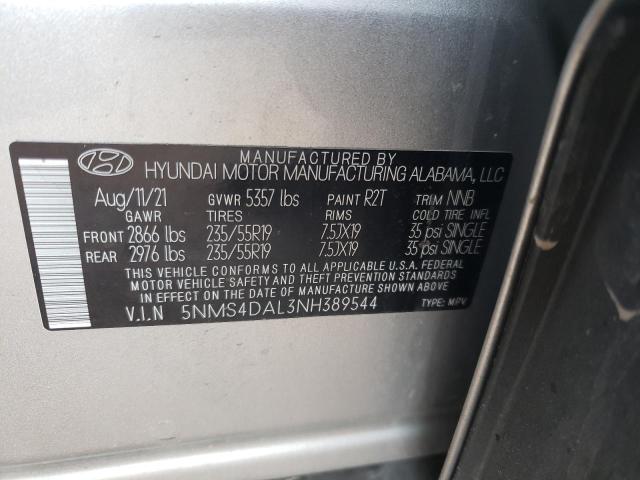 MANUFACTURED BY
HYUNDAI MOTOR MANUFACTURING ALABAMA, LLC
Aug/11/21 GVWR 5357 lbs PAINT R2T TRIM NNB
GAWR TIRES RIMS COLD TIRE INFL
FRONT 2866 lbs 235/55R19 7.5JX19 35 psi SINGLE
REAR 2976 lbs 235/55R19 7.5JX19 35 psi SINGLE
THIS VEHICLE CONFORMS TO ALL APPLICABLE U.S.A. FEDERAL
MOTOR VEHICLE SAFETY AND THEFT PREVENTION STANDARDS
IN EFFECT ON THE DATE OF MANUFACTURE SHOWN ABOVE
V.I.N 5NMS4DAL3NH389544 TYPE: MPV